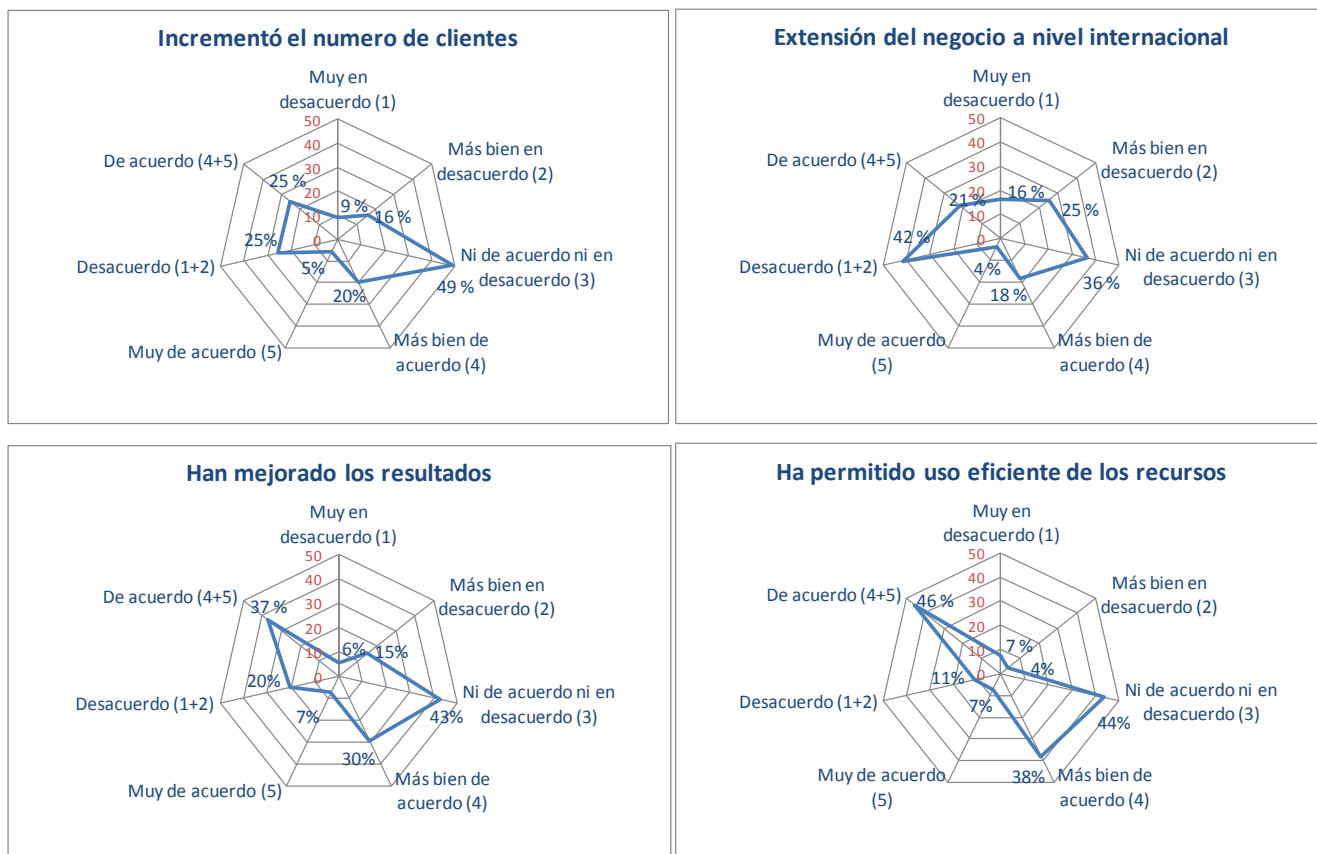 Incrementó el numero de clientes
Muy en
desacuerdo (1)
Más bien en
desacuerdo (2)
Ni de acuerdo ni en
desacuerdo (3)
Más bien de
acuerdo (4)
Muy de acuerdo (5)
Desacuerdo (1+2)
De acuerdo (4+5)
50
40
30
20
10
0
9 %
16 %
49 %
20%
5%
25%
25 %
Extensión del negocio a nivel internacional
Muy en
desacuerdo (1)
Más bien en
desacuerdo (2)
Ni de acuerdo ni en
desacuerdo (3)
Más bien de
acuerdo (4)
Muy de acuerdo
(5)
Desacuerdo (1+2)
De acuerdo (4+5)
50
40
30
20
10
0
16 %
25 %
36 %
18 %
4 %
42 %
21 %
Han mejorado los resultados
Muy en
desacuerdo (1)
Más bien en
desacuerdo (2)
Ni de acuerdo ni en
desacuerdo (3)
Más bien de
acuerdo (4)
Muy de acuerdo (5)
Desacuerdo (1+2)
De acuerdo (4+5)
50
40
30
20
10
0
6%
15%
43%
30%
7%
20%
37 %
Ha permitido uso eficiente de los recursos
Muy en
desacuerdo (1)
Más bien en
desacuerdo (2)
Ni de acuerdo ni en
desacuerdo (3)
Más bien de
acuerdo (4)
Muy de acuerdo
(5)
Desacuerdo (1+2)
De acuerdo (4+5)
50
40
30
20
10
0
7 %
4%
44%
38%
7%
11%
46 %